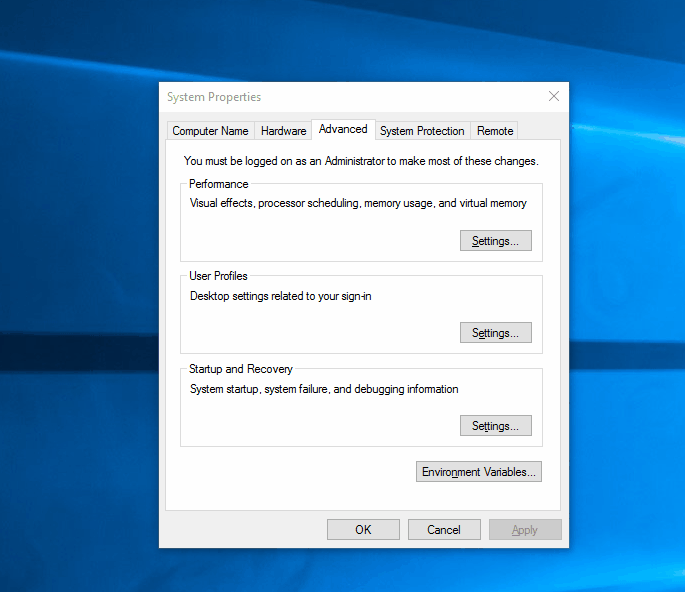 System Properties
Computer Name
Hardware
Advanced
System Protection
Remote
You must be logged on as an Administrator to make most of these changes.
Performance
Visual effects, processor scheduling, memory usage, and virtual memory
Settings...
User Profiles
Desktop settings related to your sign-in
Settings...
Startup and Recovery
System startup, system failure, and debugging information
Settings...
Environment Variables...
OK
Cancel
Apply